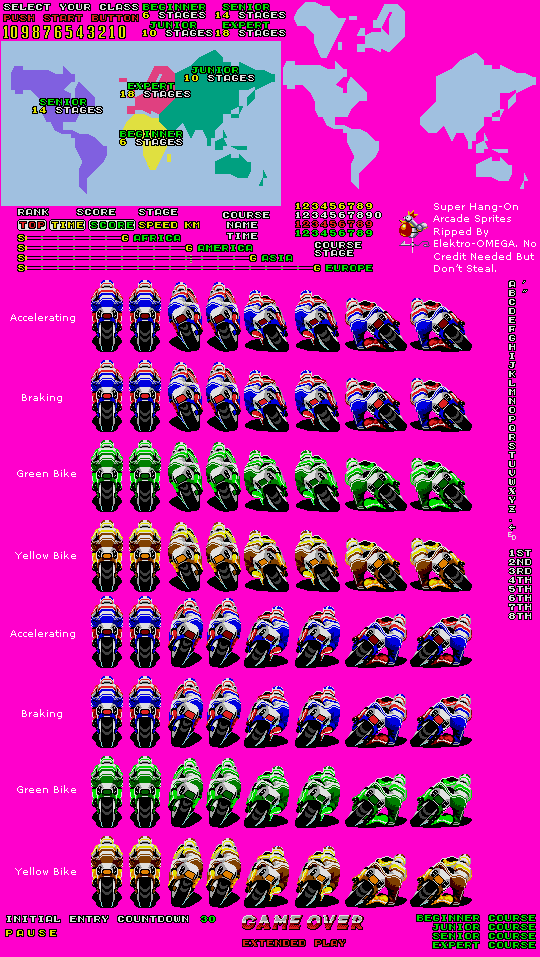 SELECT YOUR CLASS
PUSH START BUTTON
109876543210
BEGINNER
6 STAGES
SENIOR
14 STAGES
JUNIOR
10 STAGES
EXPERT
18 STAGES
JUNIOR
10 STAGES
EXPERT
18 STAGES
SENIOR
14 STAGES
BEGINNER
6 STAGES
RANK SCORE STAGE
TOP TIME SCORE SPEED KM
S G AFRICA
S G AMERICA
S G ASIA
S G EUROPE
COURSE
NAME
TIME
123456789
1234567890
123456789
123456789
COURSE
STAGE
Super Hang-On
Arcade Sprites
Ripped By
Elektro-OMEGA. No
Credit Needed But
Don't Steal.
Accelerating
Braking
Green Bike
Yellow Bike
Accelerating
Braking
Green Bike
Yellow Bike
A '
B "
C
D
E
F
G
H
I
J
K
L
M
N
O
P
Q
R
S
T
U
V
W
X
Y
Z
.
ED
1ST
2ND
3RD
4TH
5TH
6TH
7TH
8TH
INITIAL ENTRY COUNTDOWN 30
PAUSE
GAME OVER
EXTENDED PLAY
BEGINNER COURSE
JUNIOR COURSE
SENIOR COURSE
EXPERT COURSE